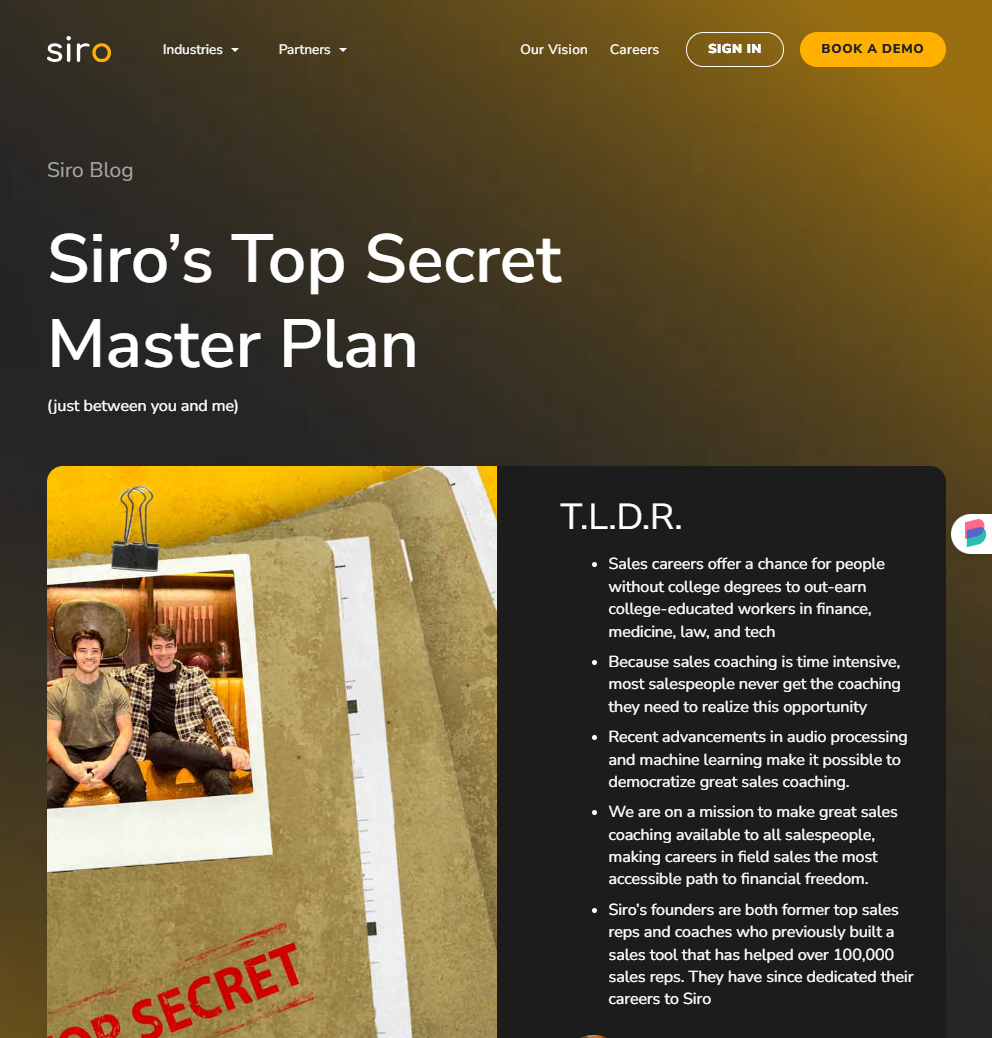 siro
Industries
Partners
Our Vision
Careers
SIGN IN
BOOK A DEMO
Siro Blog
Siro’s Top Secret
Master Plan
(just between you and me)
T.L.D.R.
• Sales careers offer a chance for people
without college degrees to out-earn
college-educated workers in finance,
medicine, law, and tech
• Because sales coaching is time intensive,
most salespeople never get the coaching
they need to realize this opportunity
• Recent advancements in audio processing
and machine learning make it possible to
democratize great sales coaching.
• We are on a mission to make great sales
coaching available to all salespeople,
making careers in field sales the most
accessible path to financial freedom.
• Siro’s founders are both former top sales
reps and coaches who previously built a
sales tool that has helped over 100,000
sales reps. They have since dedicated their
careers to Siro
TOP SECRET